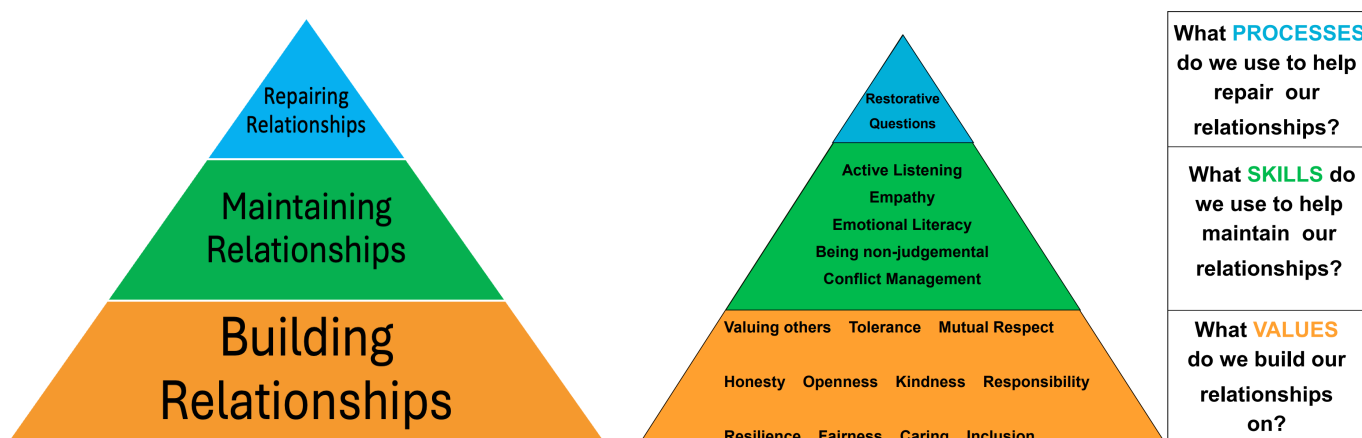 Repairing
Relationships
Maintaining
Relationships
Building
Relationships
Restorative
Questions
Active Listening
Empathy
Emotional Literacy
Being non-judgemental
Conflict Management
Valuing others Tolerance Mutual Respect
Honesty Openness Kindness Responsibility
Resilience Fairness Caring Inclusion
What PROCESSES
do we use to help
repair our
relationships?
What SKILLS do
we use to help
maintain our
relationships?
What VALUES
do we build our
relationships
on?